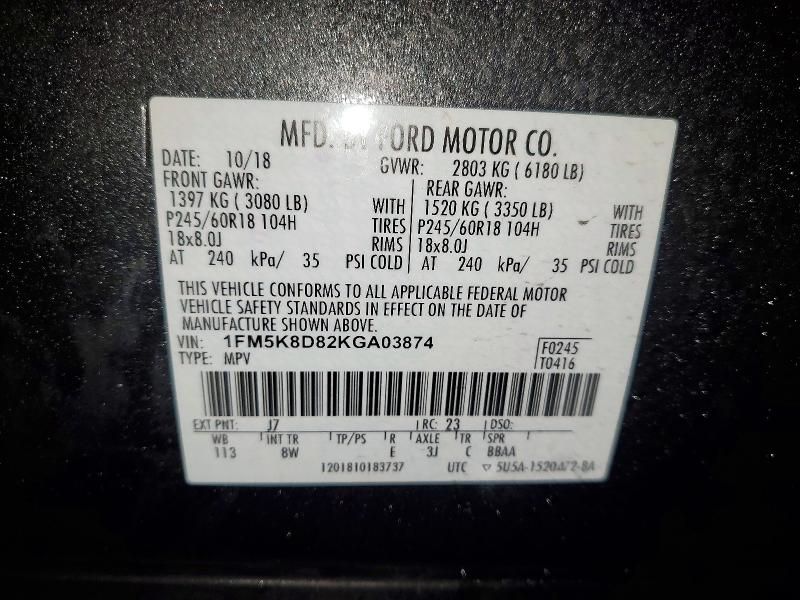 MFD. BY FORD MOTOR CO.
DATE: 10/18 GVWR: 2803 KG ( 6180 LB)
FRONT GAWR: REAR GAWR:
1397 KG ( 3080 LB) WITH 1520 KG ( 3350 LB) WITH
P245/60R18 104H TIRES P245/60R18 104H TIRES
18x8.0J RIMS 18x8.0J RIMS
AT 240 kPa/ 35 PSI COLD AT 240 kPa/ 35 PSI COLD
THIS VEHICLE CONFORMS TO ALL APPLICABLE FEDERAL MOTOR
VEHICLE SAFETY STANDARDS IN EFFECT ON THE DATE OF
MANUFACTURE SHOWN ABOVE.
VIN: 1FM5K8D82KGA03874 F0245
TYPE: MPV T0416
EXT PNT: J7 RC: 23 DSO:
WB INT TR TP/PS R AXLE TR SPR
113 8W E 3J C BBAA
1201810183737 UTC